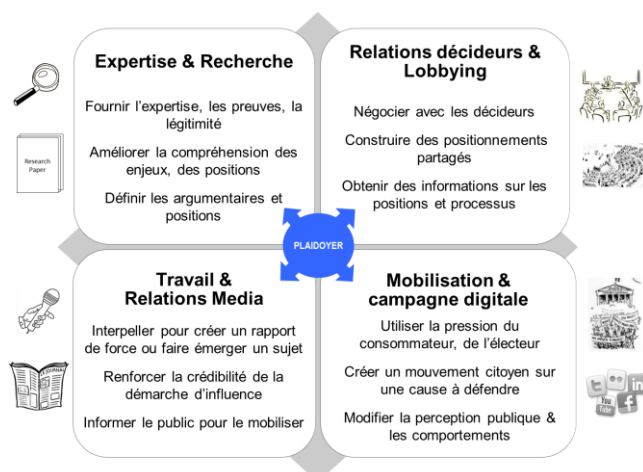 Expertise & Recherche
Fournir l'expertise, les preuves, la
légitimité
Améliorer la compréhension des
enjeux, des positions
Définir les argumentaires et
positions
Research
Paper
Relations décideurs &
Lobbying
Négocier avec les décideurs
Construire des positionnements
partagés
Obtenir des informations sur les
positions et processus
PLAIDOYER
Travail &
Relations Media
Interpeller pour créer un rapport
de force ou faire émerger un sujet
Renforcer la crédibilité de la
démarche d'influence
Informer le public pour le mobiliser
Mobilisation &
campagne digitale
Utiliser la pression du
consommateur, de l'électeur
Créer un mouvement citoyen sur
une cause à défendre
Modifier la perception publique &
les comportements
in
You
Tube
f